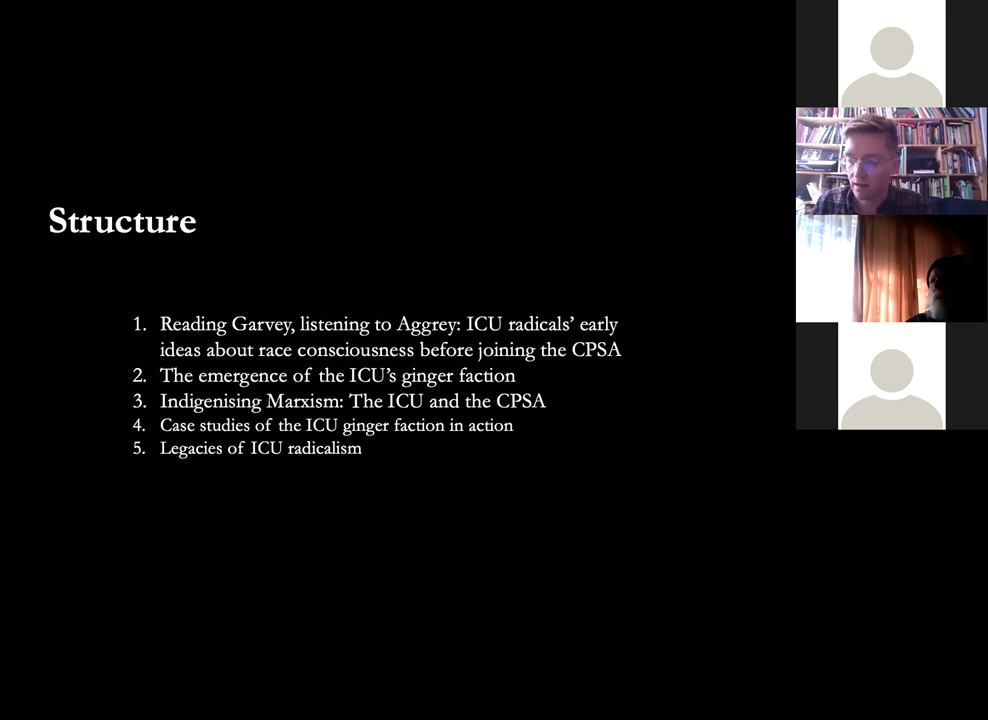 Structure
1. Reading Garvey, listening to Aggrey: ICU radicals’ early
ideas about race consciousness before joining the CPSA
2. The emergence of the ICU’s ginger faction
3. Indigenising Marxism: The ICU and the CPSA
4. Case studies of the ICU ginger faction in action
5. Legacies of ICU radicalism